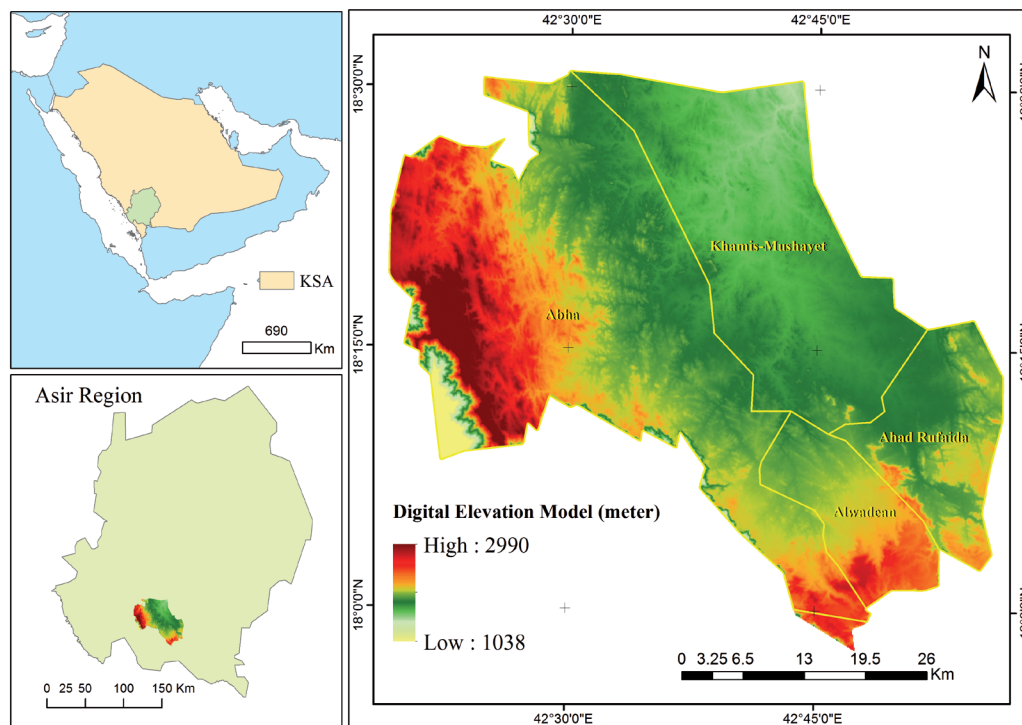 KSA
690
Km
Asir Region
0 25 50 100 150 Km
42°30'0"E 42°45'0"E
N
18°30'0"N
18°15'0"N
18°0'0"N
Khamis-Mushayet
Abha
Ahad Rufaida
Alwadean
Digital Elevation Model (meter)
High : 2990
Low : 1038
0 3.25 6.5 13 19.5 26
Km
42°30'0"E 42°45'0"E